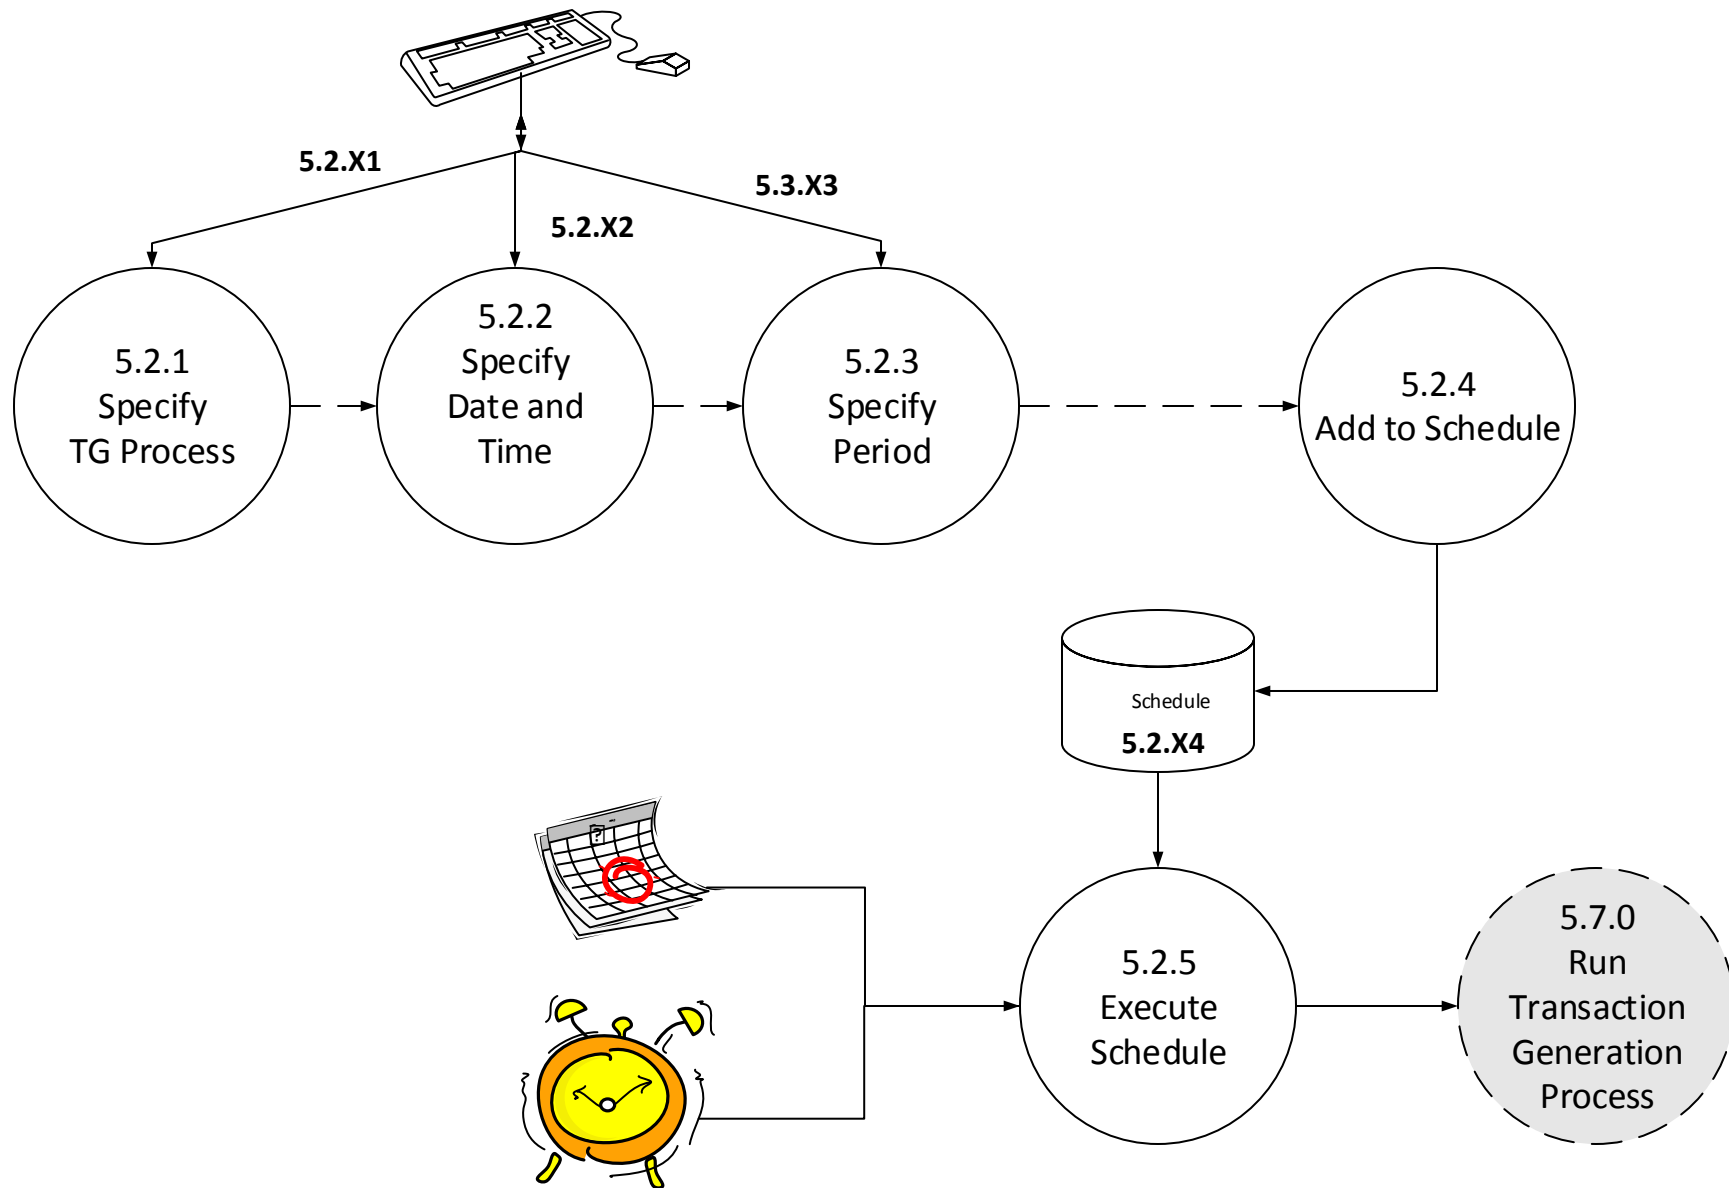 5.2.X1
5.3.X3
5.2.X2
5.2.1
Specify
TG Process
5.2.2
Specify
Date and
Time
5.2.3
Specify
Period
5.2.4
Add to Schedule
Schedule
5.2.X4
?
5.2.5
Execute
Schedule
5.7.0
Run
Transaction
Generation
Process